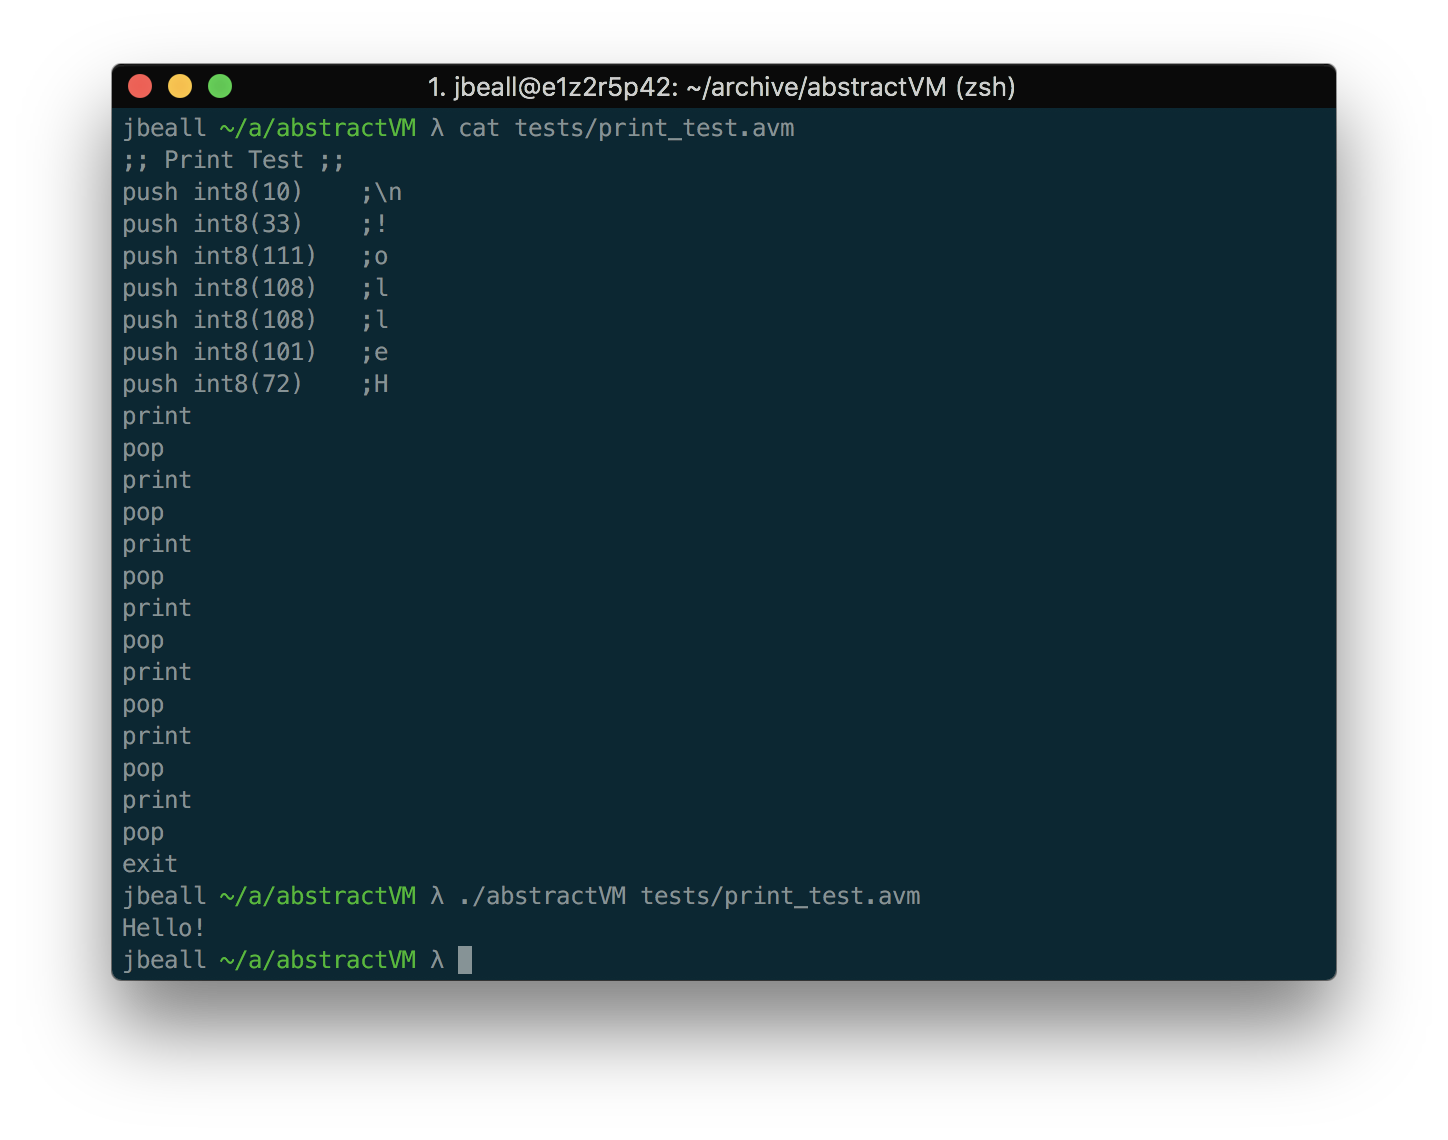 1. jbeall@e1z2r5p42: ~/archive/abstractVM (zsh)
jbeall ~/a/abstractVM λ cat tests/print_test.avm
;; Print Test ;;
push int8(10)    ;\n
push int8(33)    ;!
push int8(111)   ;o
push int8(108)   ;l
push int8(108)   ;l
push int8(101)   ;e
push int8(72)    ;H
print
pop
print
pop
print
pop
print
pop
print
pop
print
pop
print
pop
exit
jbeall ~/a/abstractVM λ ./abstractVM tests/print_test.avm
Hello!
jbeall ~/a/abstractVM λ